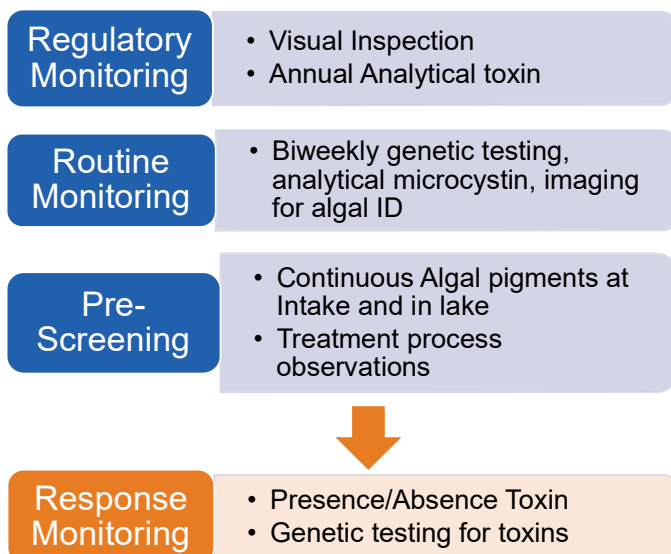 Regulatory
Monitoring
• Visual Inspection
• Annual Analytical toxin
Routine
Monitoring
• Biweekly genetic testing,
analytical microcystin, imaging
for algal ID
Pre-
Screening
• Continuous Algal pigments at
Intake and in lake
• Treatment process
observations
Response
Monitoring
• Presence/Absence Toxin
• Genetic testing for toxins